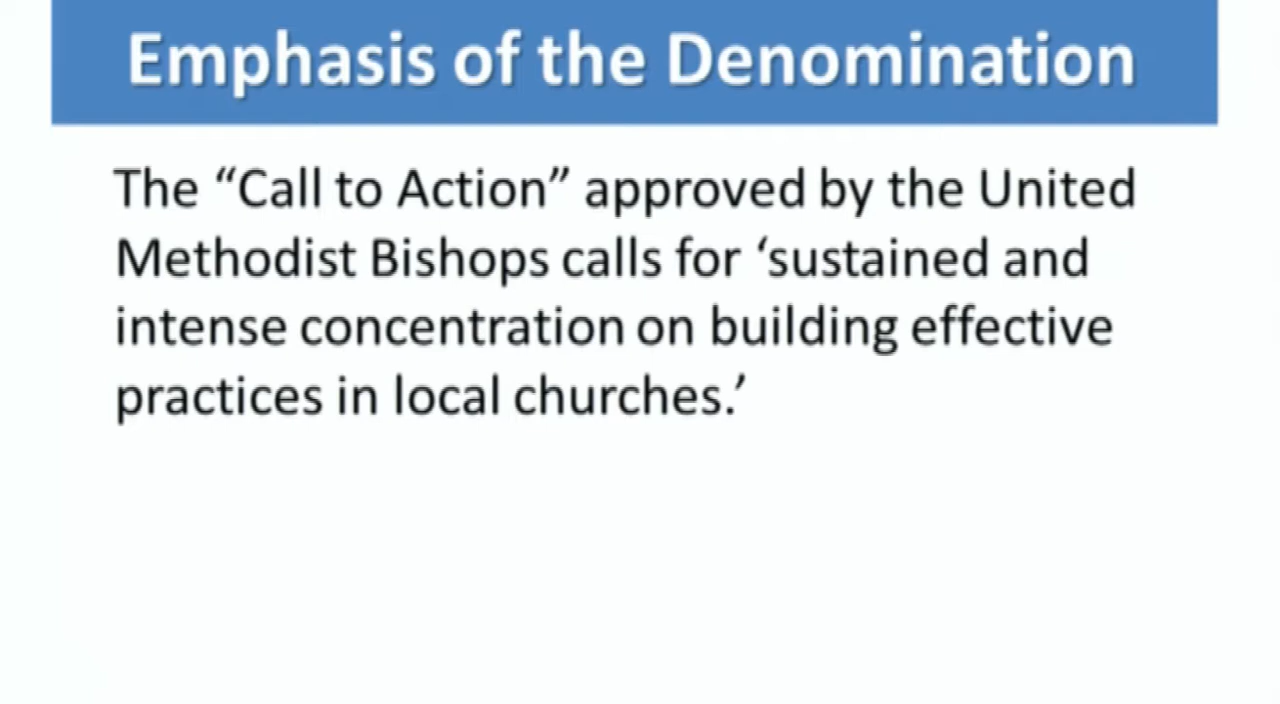 Emphasis of the Denomination
The “Call to Action” approved by the United
Methodist Bishops calls for ‘sustained and
intense concentration on building effective
practices in local churches.’